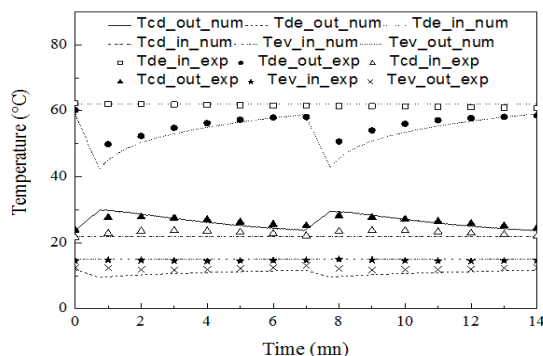 Tcd_out_num Tde_out_num Tde_in_num
Tcd_in_num Tev_in_num Tev_out_num
Tde_in_exp Tde_out_exp Tcd_in_exp
Tcd_out_exp Tev_in_exp Tev_out_exp
80
60
40
20
0
Temperature (°C)
0 2 4 6 8 10 12 14
Time (mn)